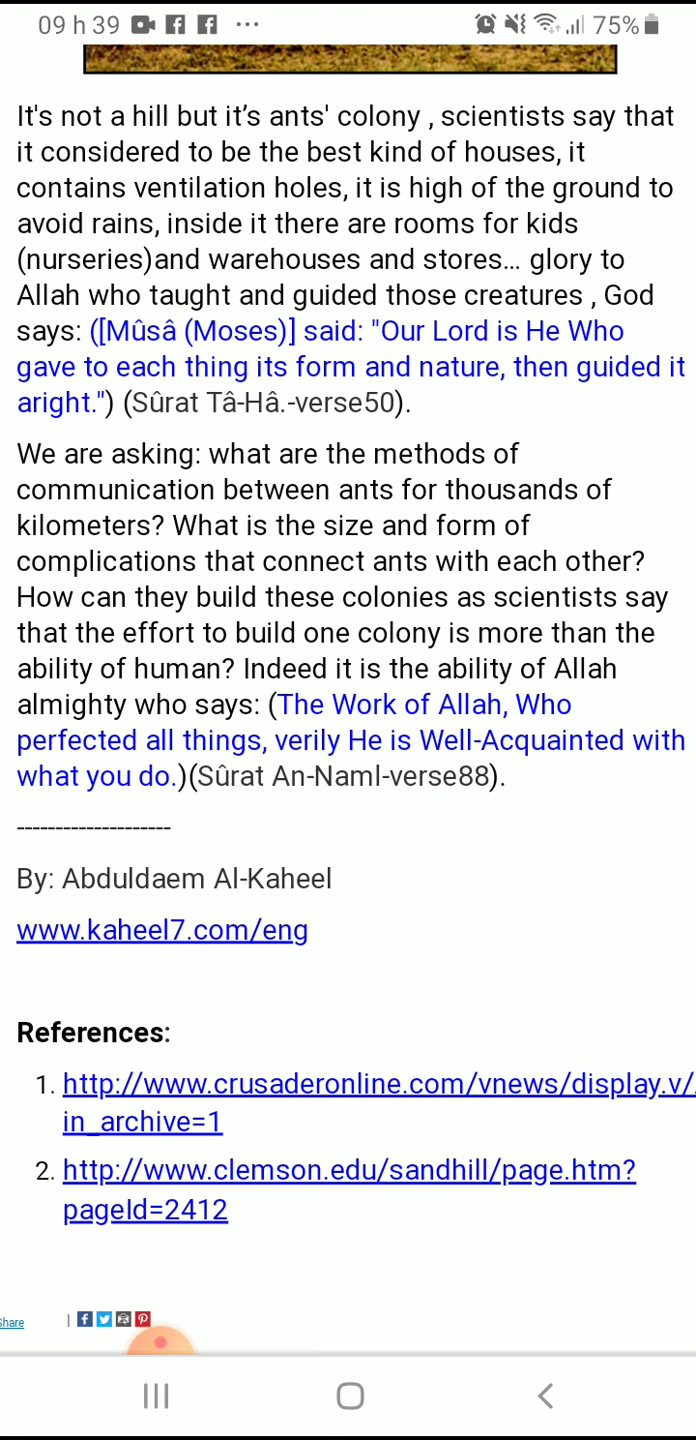 09 h 39 ... 75%
It's not a hill but it’s ants' colony , scientists say that
it considered to be the best kind of houses, it
contains ventilation holes, it is high of the ground to
avoid rains, inside it there are rooms for kids
(nurseries)and warehouses and stores... glory to
Allah who taught and guided those creatures , God
says: ([Mûsâ (Moses)] said: "Our Lord is He Who
gave to each thing its form and nature, then guided it
aright.") (Sûrat Tâ-Hâ.-verse50).
We are asking: what are the methods of
communication between ants for thousands of
kilometers? What is the size and form of
complications that connect ants with each other?
How can they build these colonies as scientists say
that the effort to build one colony is more than the
ability of human? Indeed it is the ability of Allah
almighty who says: (The Work of Allah, Who
perfected all things, verily He is Well-Acquainted with
what you do.)(Sûrat An-Naml-verse88).
--------------------
By: Abduldaem Al-Kaheel
www.kaheel7.com/eng
References:
1. http://www.crusaderonline.com/vnews/display.v/
in_archive=1
2. http://www.clemson.edu/sandhill/page.htm?
pageId=2412
Share |